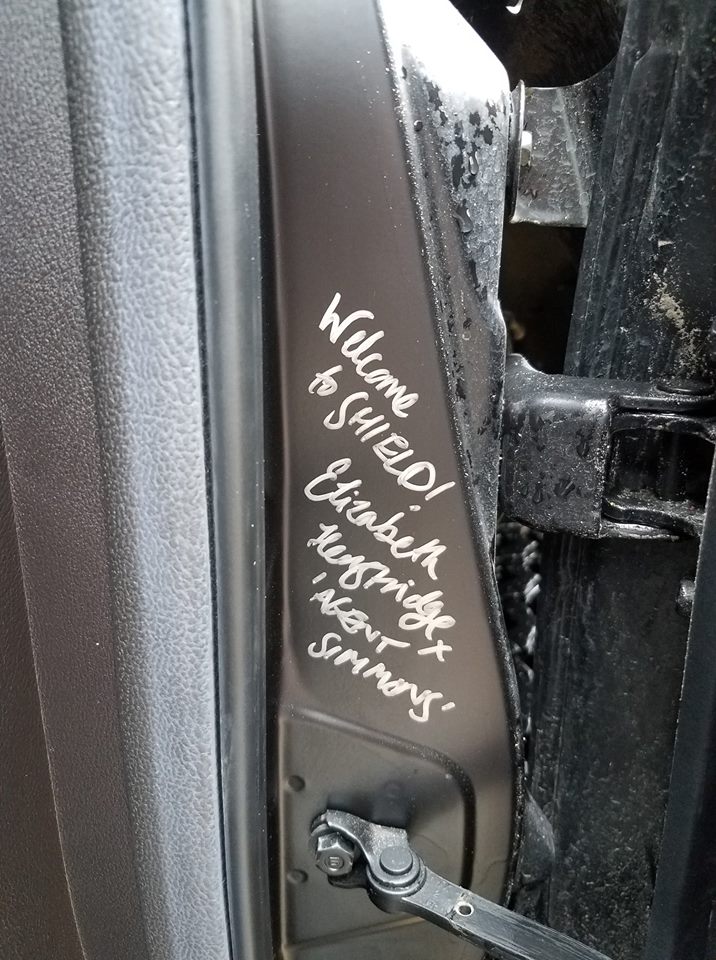 Welcome
to SHIELD!
Elizabeth
Henstridge x
'AGENT
SIMMONS'